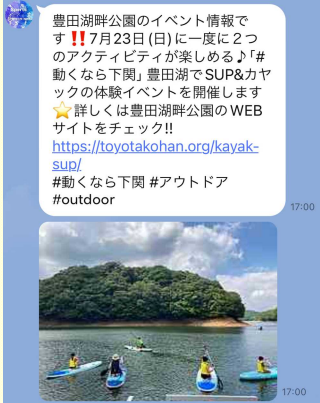 豊田湖畔公園のイベント情報で
す‼️7月23日(日)に一度に２つ
のアクティビティが楽しめる♪「#
動くなら下関」豊田湖でSUP&カヤ
ックの体験イベントを開催します
⭐詳しくは豊田湖畔公園のWEB
サイトをチェック!!
https://toyotakohan.org/kayak-
sup/
#動くなら下関 #アウトドア
#outdoor
17:00
17:00